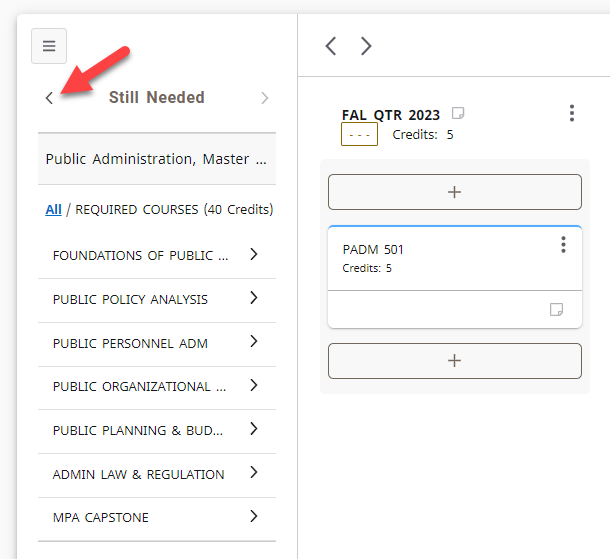 Still Needed
Public Administration, Master ...
All / REQUIRED COURSES (40 Credits)
FOUNDATIONS OF PUBLIC ...
PUBLIC POLICY ANALYSIS
PUBLIC PERSONNEL ADM
PUBLIC ORGANIZATIONAL ...
PUBLIC PLANNING & BUD...
ADMIN LAW & REGULATION
MPA CAPSTONE
FAL QTR 2023
- - - Credits: 5
PADM 501
Credits: 5